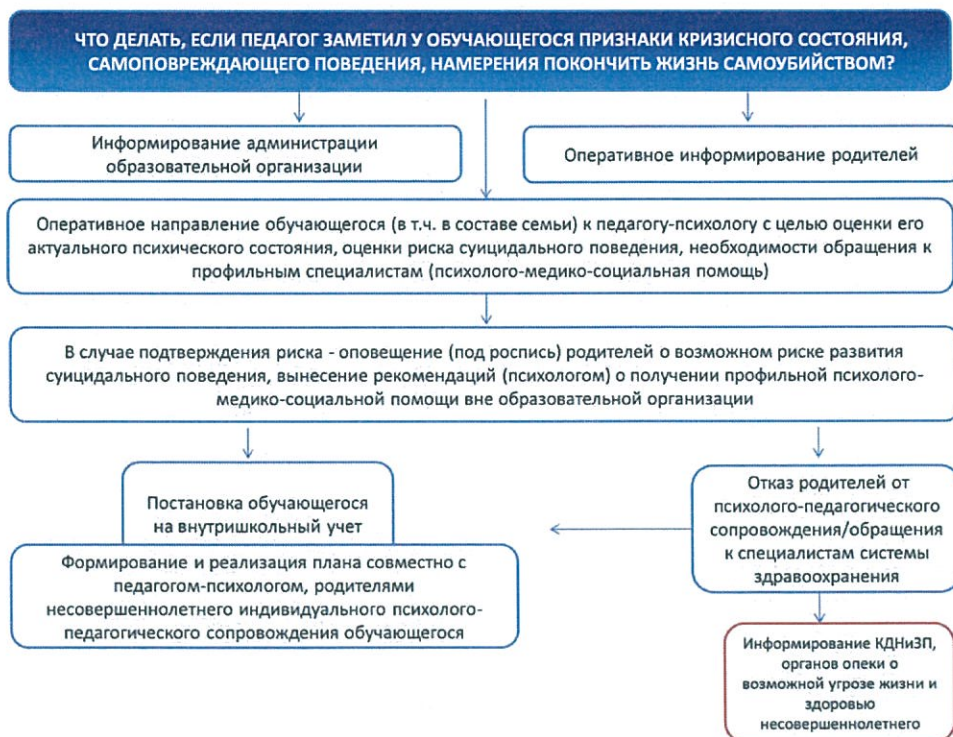 ЧТО ДЕЛАТЬ, ЕСЛИ ПЕДАГОГ ЗАМЕТИЛ У ОБУЧАЮЩЕГОСЯ ПРИЗНАКИ КРИЗИСНОГО СОСТОЯНИЯ,
САМОПОВРЕЖДАЮЩЕГО ПОВЕДЕНИЯ, НАМЕРЕНИЯ ПОКОНЧИТЬ ЖИЗНЬ САМОУБИЙСТВОМ?
Информирование администрации
образовательной организации
Оперативное информирование родителей
Оперативное направление обучающегося (в т.ч. в составе семьи) к педагогу-психологу с целью оценки его
актуального психического состояния, оценки риска суицидального поведения, необходимости обращения к
профильным специалистам (психолого-медико-социальная помощь)
В случае подтверждения риска - оповещение (под роспись) родителей о возможном риске развития
суицидального поведения, вынесение рекомендаций (психологом) о получении профильной психолого-
медико-социальной помощи вне образовательной организации
Постановка обучающегося
на внутришкольный учет
Формирование и реализация плана совместно с
педагогом-психологом, родителями
несовершеннолетнего индивидуального психолого-
педагогического сопровождения обучающегося
Отказ родителей от
психолого-педагогического
сопровождения/обращения
к специалистам системы
здравоохранения
Информирование КДНиЗП,
органов опеки о
возможной угрозе жизни и
здоровью
несовершеннолетнего